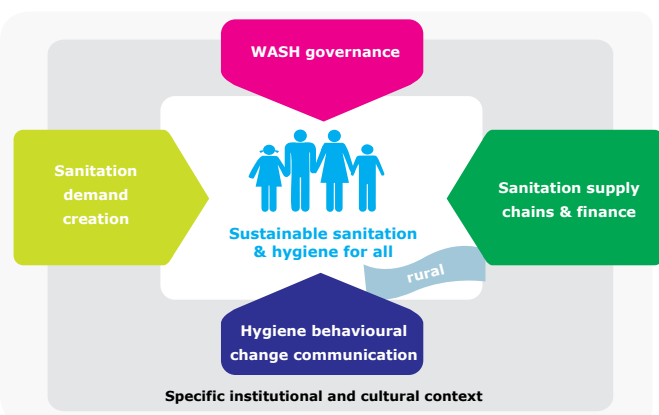 WASH governance
Sanitation
demand
creation
Sanitation supply
chains & finance
Sustainable sanitation
& hygiene for all
rural
Hygiene behavioural
change communication
Specific institutional and cultural context